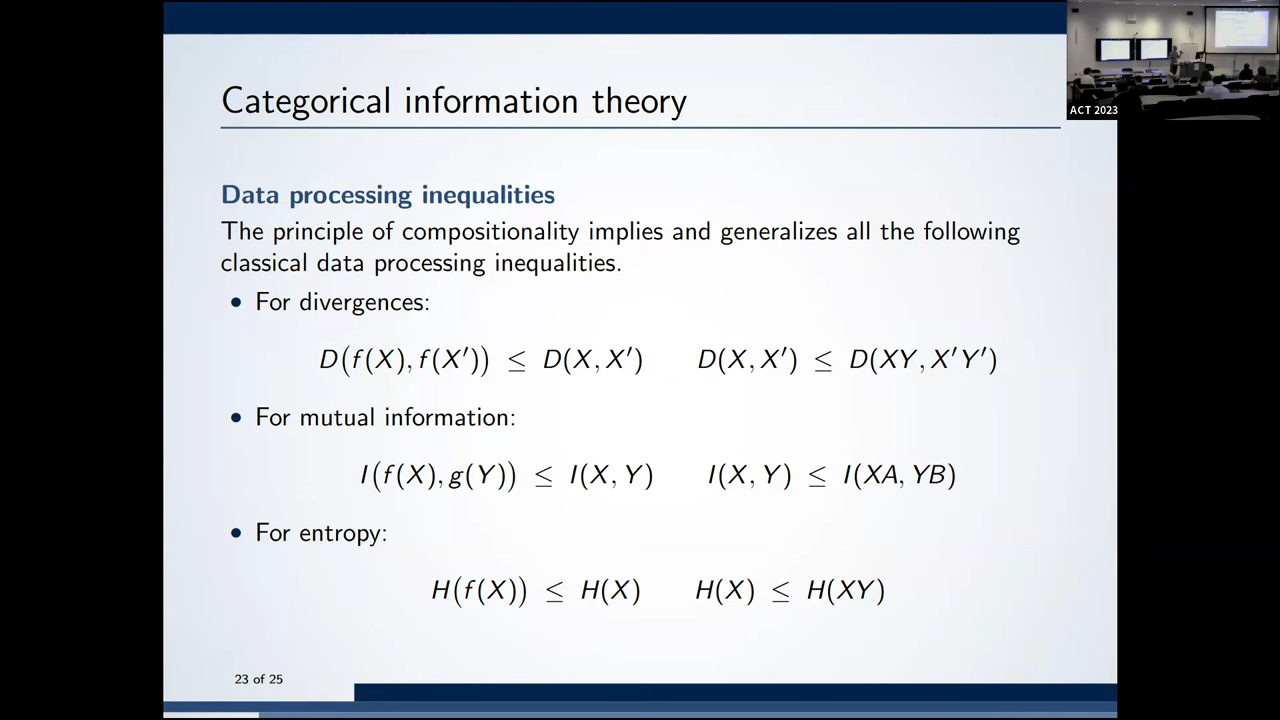 Categorical information theory
ACT 2023
Data processing inequalities
The principle of compositionality implies and generalizes all the following
classical data processing inequalities.
• For divergences:
D(f(X), f(X′)) ≤ D(X, X′) D(X, X′) ≤ D(XY, X′Y′)
• For mutual information:
I(f(X), g(Y)) ≤ I(X, Y) I(X, Y) ≤ I(XA, YB)
• For entropy:
H(f(X)) ≤ H(X) H(X) ≤ H(XY)
23 of 25